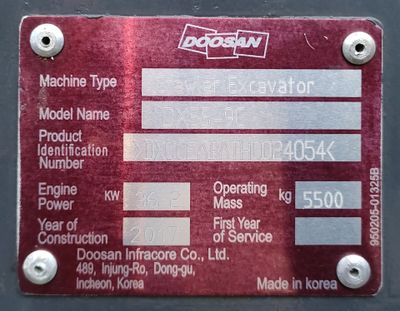 DOOSAN
Machine Type Crawler Excavator
Model Name
Product
Identification
Number
Engine
Power KW 36.2
Operating
Mass kg 5500
Year of
Construction 2017
First Year
of Service
Doosan Infracore Co., Ltd.
489, Injung-Ro, Dong-gu,
Incheon, Korea
Made in korea
950205-01325B